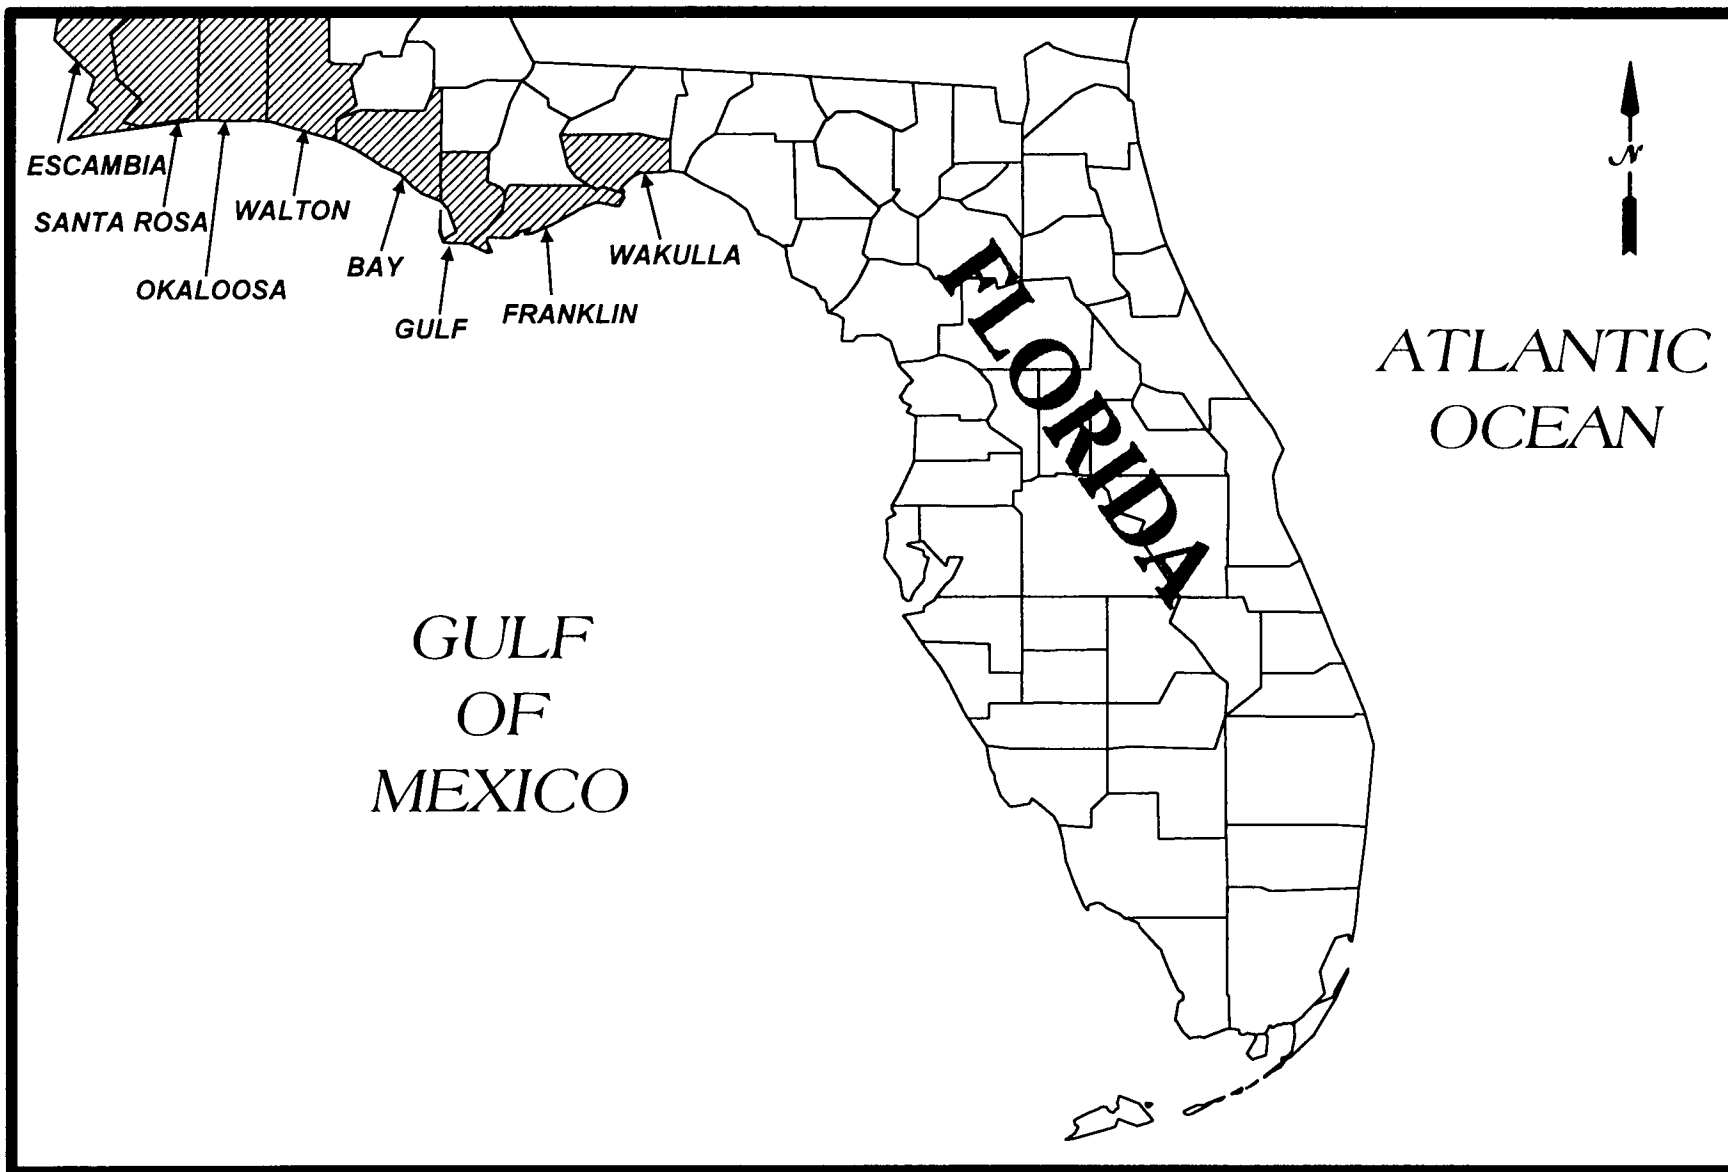 N
ESCAMBIA
SANTA ROSA
WALTON
OKALOOSA
BAY
GULF
FRANKLIN
WAKULLA
FLORIDA
ATLANTIC
OCEAN
GULF
OF
MEXICO